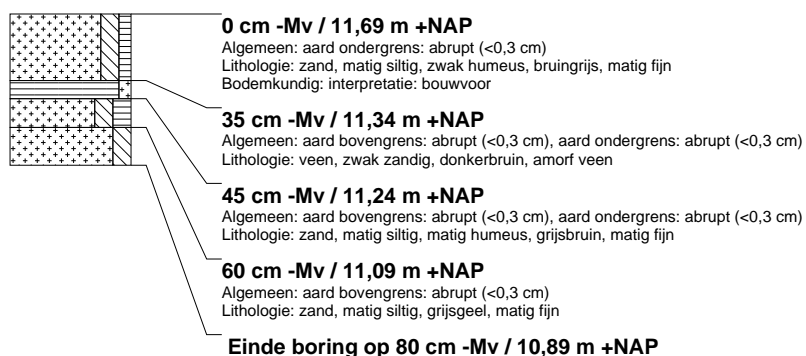 0 cm -Mv / 11,69 m +NAP
Algemeen: aard ondergrens: abrupt (<0,3 cm)
Lithologie: zand, matig siltig, zwak humeus, bruingrijs, matig fijn
Bodemkundig: interpretatie: bouwvoor
35 cm -Mv / 11,34 m +NAP
Algemeen: aard bovengrens: abrupt (<0,3 cm), aard ondergrens: abrupt (<0,3 cm)
Lithologie: veen, zwak zandig, donkerbruin, amorf veen
45 cm -Mv / 11,24 m +NAP
Algemeen: aard bovengrens: abrupt (<0,3 cm), aard ondergrens: abrupt (<0,3 cm)
Lithologie: zand, matig siltig, matig humeus, grijsbruin, matig fijn
60 cm -Mv / 11,09 m +NAP
Algemeen: aard bovengrens: abrupt (<0,3 cm)
Lithologie: zand, matig siltig, grijsgeel, matig fijn
Einde boring op 80 cm -Mv / 10,89 m +NAP